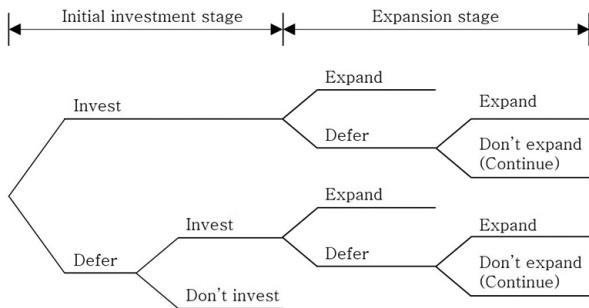 Initial investment stage
Expansion stage
Expand
Invest
Expand
Defer
Don't expand
(Continue)
Expand
Invest
Expand
Defer
Defer
Don't expand
(Continue)
Don't invest